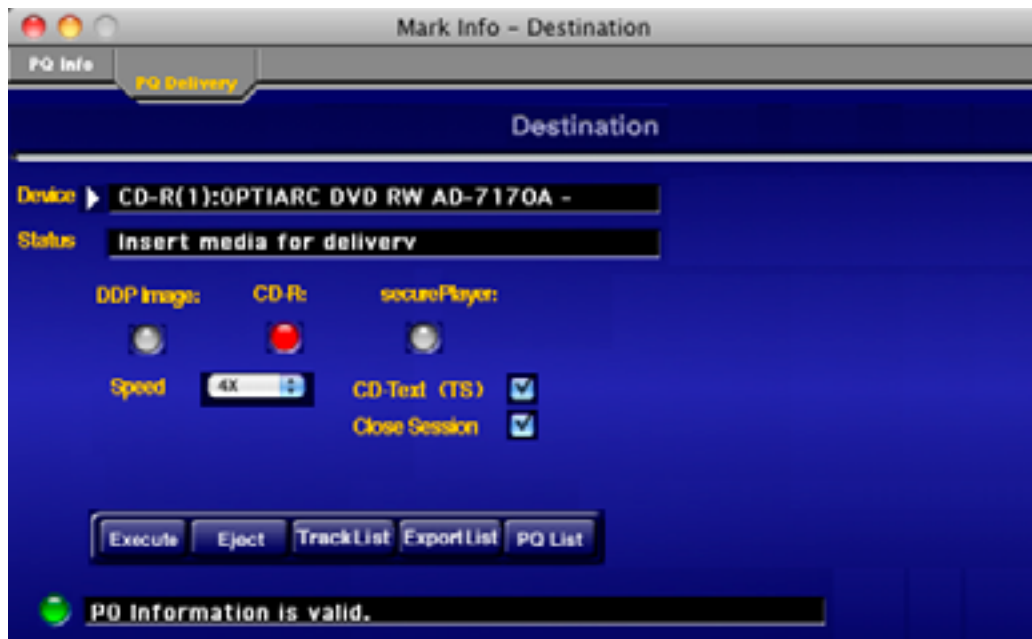 Mark Info – Destination
PQ Info
PQ Delivery
Destination
Device CD-R(1):OPTIARC DVD RW AD-7170A -
Status Insert media for delivery
DDP Image: CD-R: securePlayer:
Speed 4X CD-Text (TS)
Close Session
Execute Eject TrackList ExportList PQ List
PQ Information is valid.